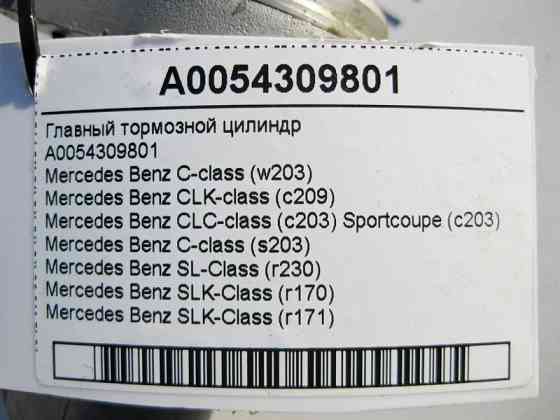 A0054309801
Главный тормозной цилиндр
A0054309801
Mercedes Benz C-class (w203)
Mercedes Benz CLK-class (c209)
Mercedes Benz CLC-class (c203) Sportcoupe (c203)
Mercedes Benz C-class (s203)
Mercedes Benz SL-Class (r230)
Mercedes Benz SLK-Class (r170)
Mercedes Benz SLK-Class (r171)